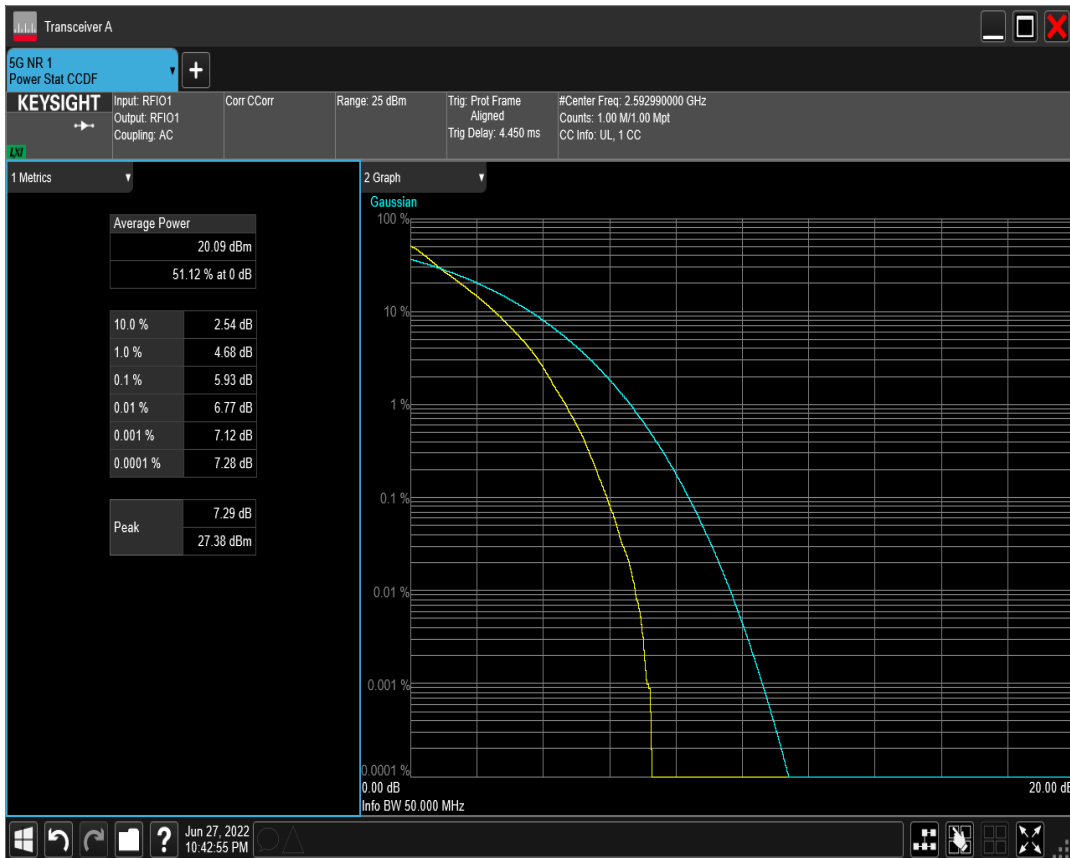 Transceiver A
5G NR 1
Power Stat CCDF
+
KEYSIGHT
LXI
Input: RFIO1
Output: RFIO1
Coupling: AC
Corr CCorr
Range: 25 dBm
Trig: Prot Frame
Aligned
Trig Delay: 4.450 ms
#Center Freq: 2.592990000 GHz
Counts: 1.00 M/1.00 Mpt
CC Info: UL, 1 CC
1 Metrics
Average Power
20.09 dBm
51.12 % at 0 dB
10.0 % 2.54 dB
1.0 % 4.68 dB
0.1 % 5.93 dB
0.01 % 6.77 dB
0.001 % 7.12 dB
0.0001 % 7.28 dB
Peak
7.29 dB
27.38 dBm
2 Graph
Gaussian
100 %
10 %
1 %
0.1 %
0.01 %
0.001 %
0.0001 %
0.00 dB
20.00 dB
Info BW 50.000 MHz
?
Jun 27, 2022
10:42:55 PM